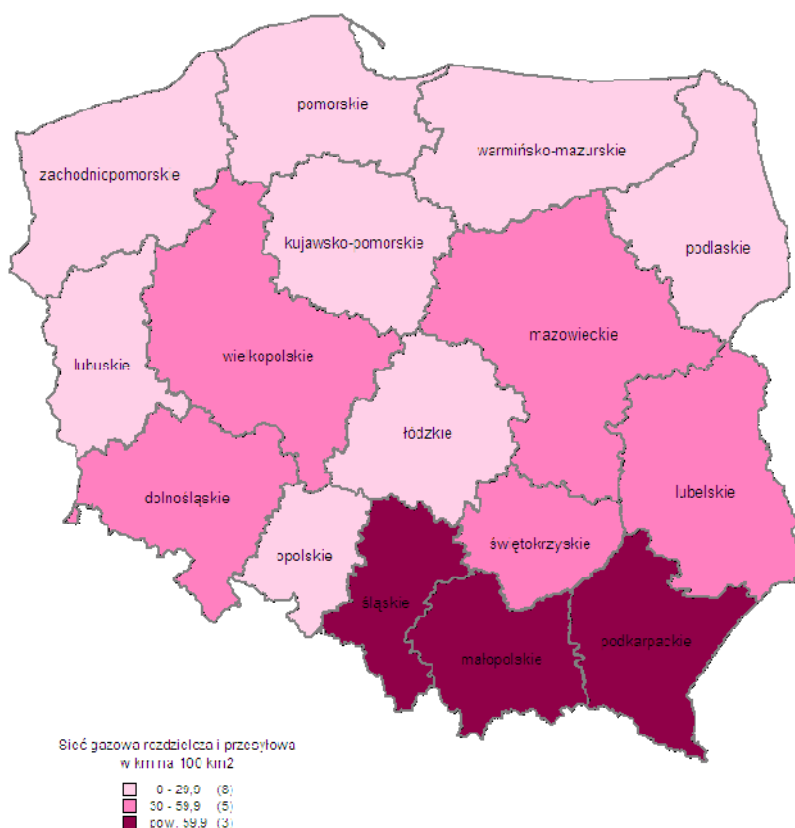 pomorskie
warmińsko-mazurskie
zachodniopomorskie
kujawsko-pomorskie
podlaskie
mazowieckie
wielkopolskie
lubuskie
łódzkie
dolnośląskie
lubelskie
świętokrzyskie
opolskie
śląskie
podkarpackie
małopolskie
Sieć gazowa rozdzielcza i przesyłowa
w km na 100 km2
0 - 29,9 (8)
30 - 59,9 (5)
pow. 59,9 (3)